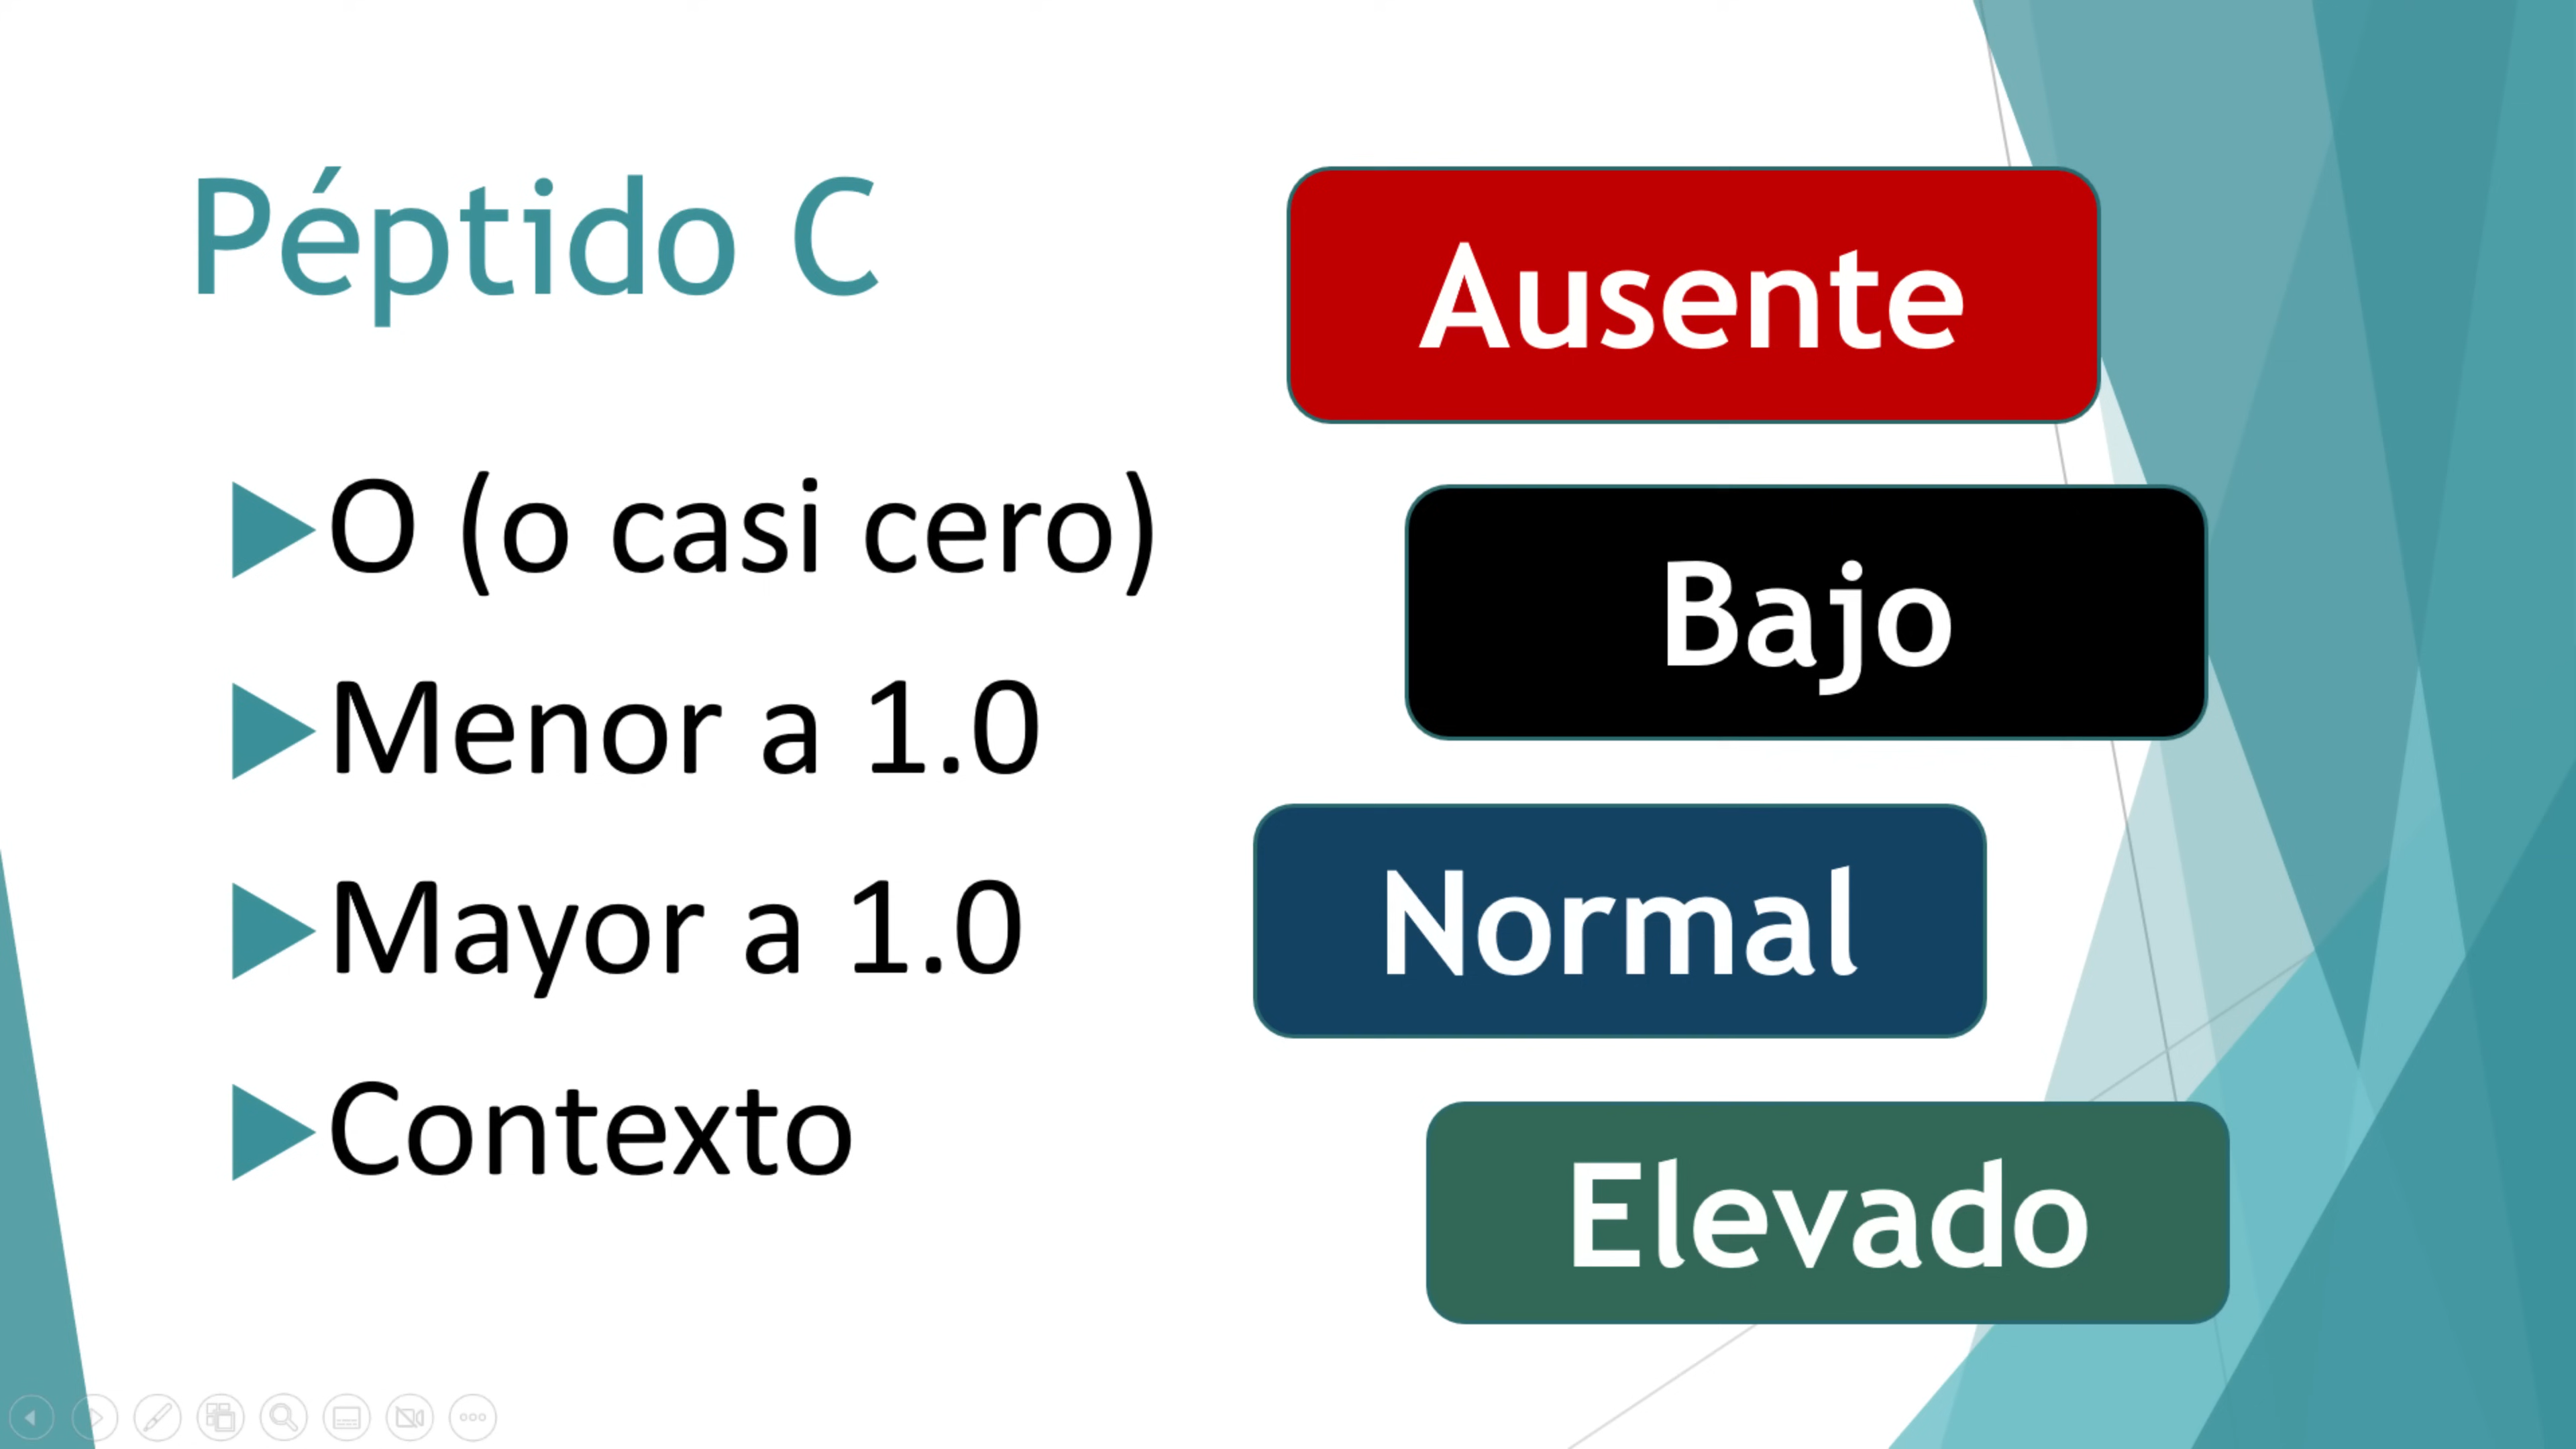 Péptido C
O (o casi cero)
Menor a 1.0
Mayor a 1.0
Contexto
Ausente
Bajo
Normal
Elevado